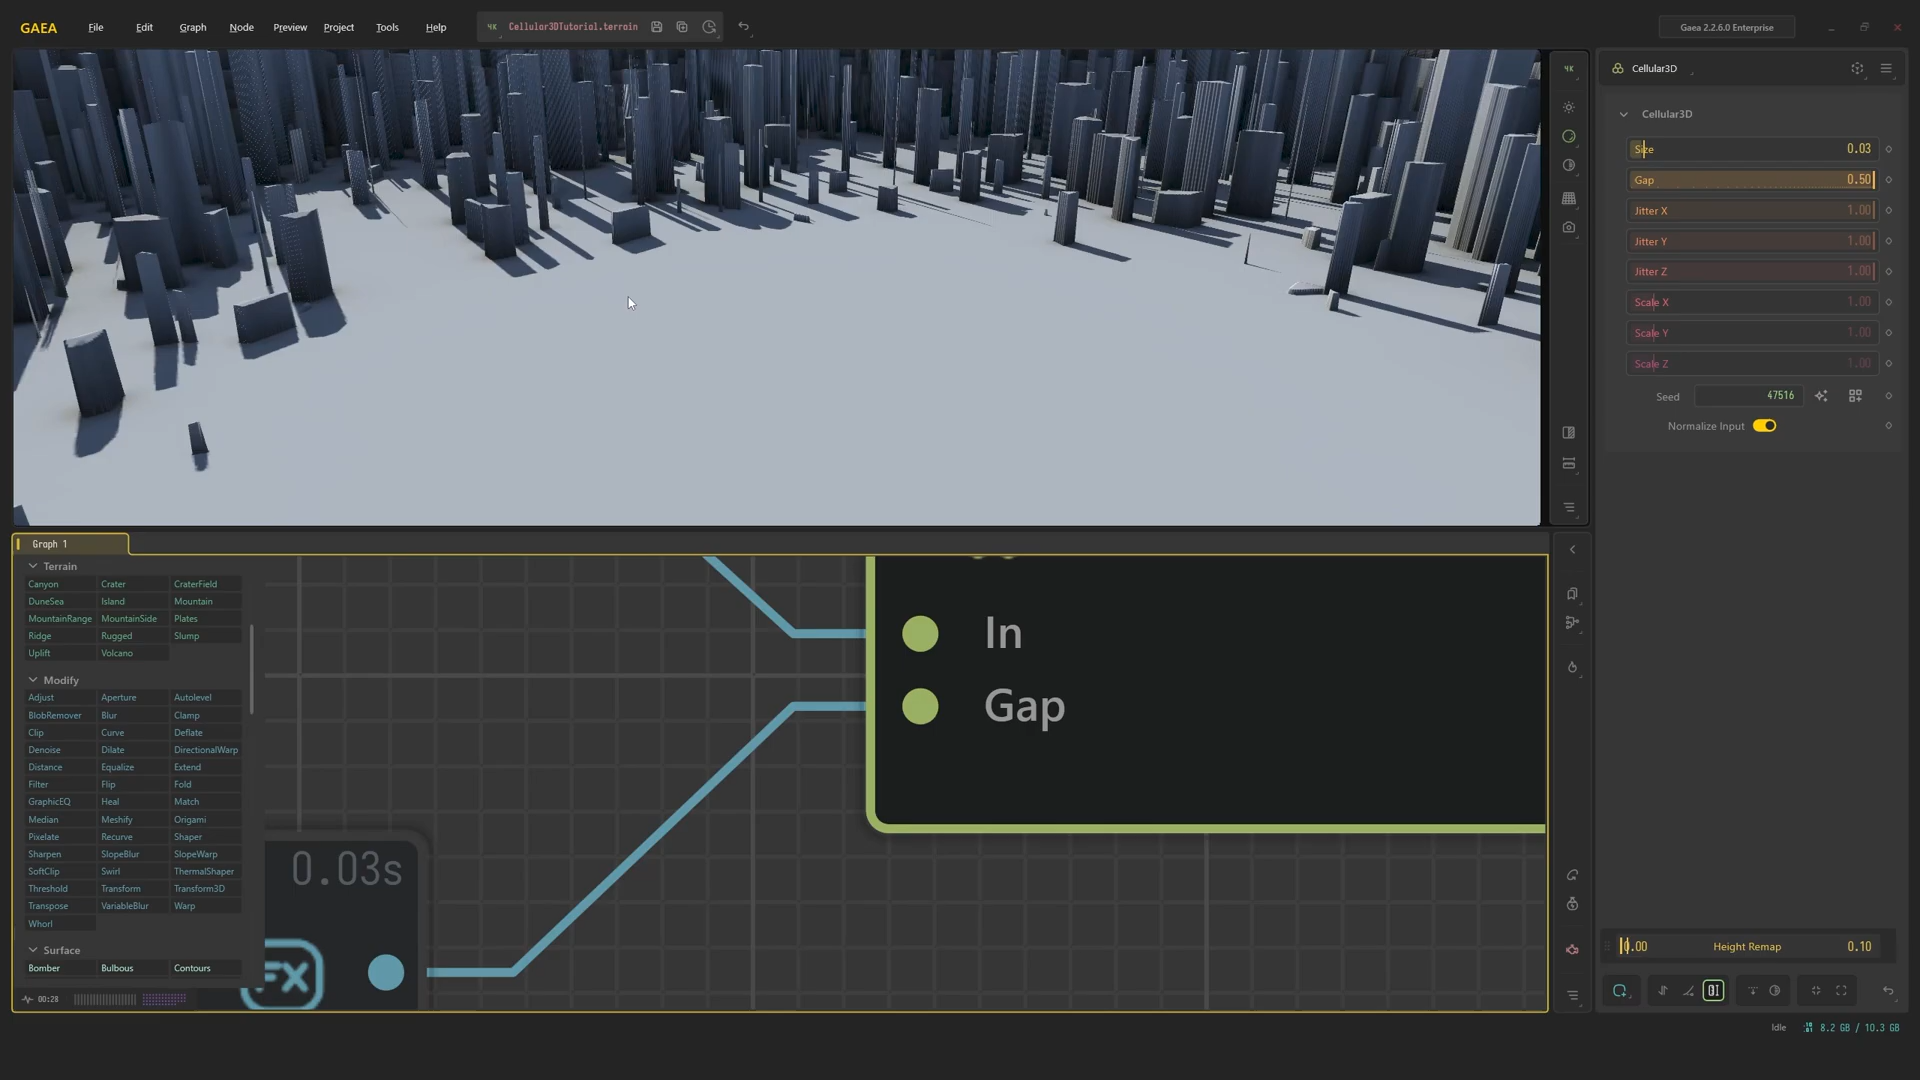 GAEA File Edit Graph Node Preview Project Tools Help 4K Cellular3DTutorial.terrain Gaea 2.2.6.0 Enterprise
4K
Cellular3D
Cellular3D
Size 0.03
Gap 0.50
Jitter X 1.00
Jitter Y 1.00
Jitter Z 1.00
Scale X 1.00
Scale Y 1.00
Scale Z 1.00
Seed 47516
Normalize Input
Graph 1
Terrain
Canyon Crater CraterField
DuneSea Island Mountain
MountainRange MountainSide Plates
Ridge Rugged Slump
Uplift Volcano
Modify
Adjust Aperture Autolevel
BlobRemover Blur Clamp
Clip Curve Deflate
Denoise Dilate DirectionalWarp
Distance Equalize Extend
Filter Flip Fold
GraphicEQ Heal Match
Median Meshify Origami
Pixelate Recurve Shaper
Sharpen SlopeBlur SlopeWarp
SoftClip Swirl ThermalShaper
Threshold Transform Transform3D
Transpose VariableBlur Warp
Whorl
Surface
Bomber Bulbous Contours
00:28
In
Gap
0.03s
FX
0.00 Height Remap 0.10
Idle 8.2 GB / 10.3 GB